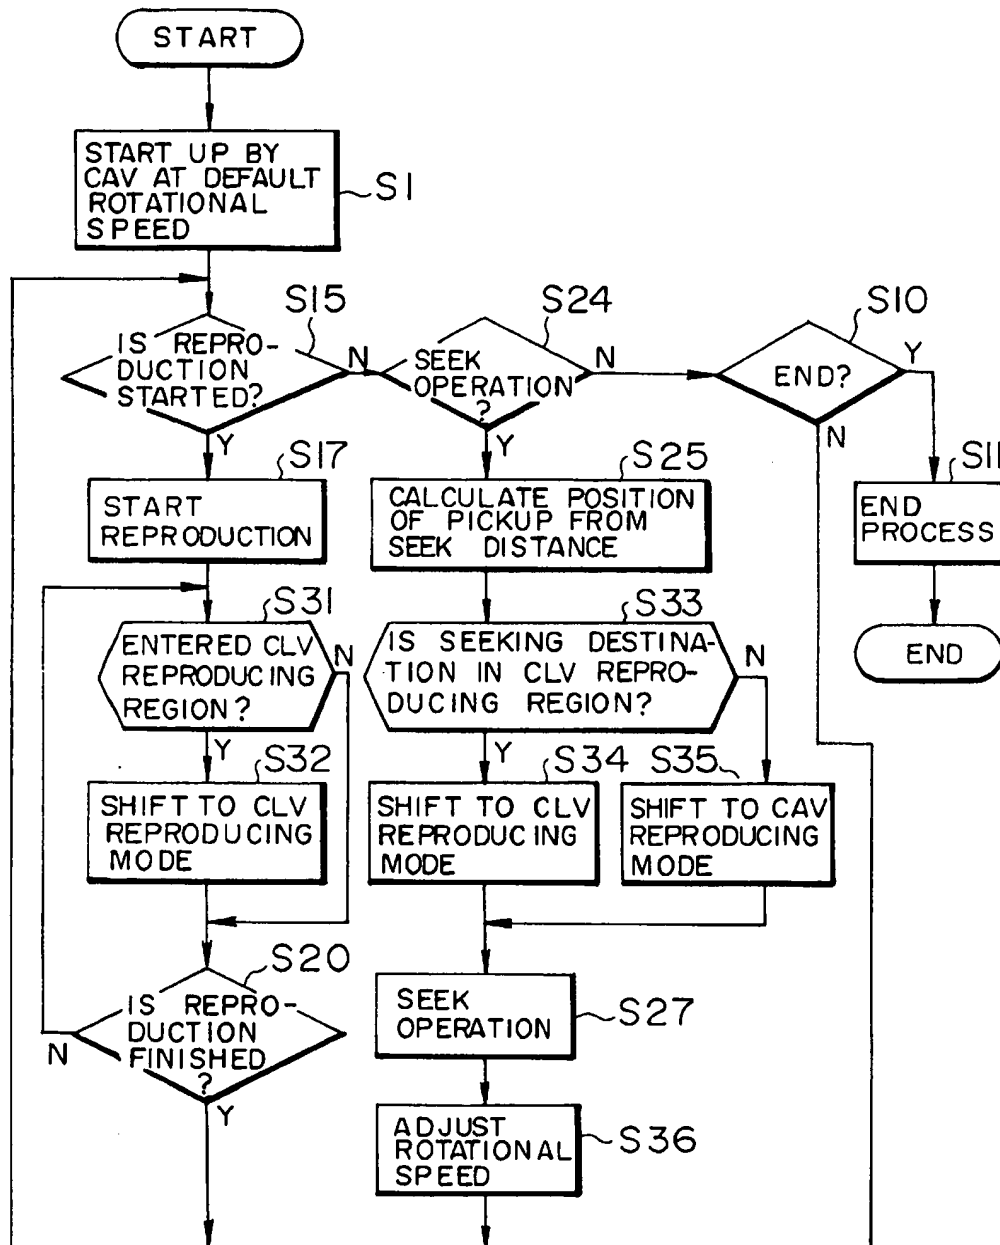 START
START UP BY
CAV AT DEFAULT
ROTATIONAL
SPEED
S1
S15
IS REPRO-
DUCTION
STARTED?
N
Y
S24
SEEK
OPERATION
?
N
Y
S10
END?
Y
N
S17
START
REPRODUCTION
S25
CALCULATE POSITION
OF PICKUP FROM
SEEK DISTANCE
S11
END
PROCESS
END
S31
ENTERED CLV
REPRODUCING
REGION?
N
Y
S33
IS SEEKING DESTINA-
TION IN CLV REPRO-
DUCING REGION?
N
Y
S32
SHIFT TO CLV
REPRODUCING
MODE
S34
SHIFT TO CLV
REPRODUCING
MODE
S35
SHIFT TO CAV
REPRODUCING
MODE
S20
IS REPRO-
DUCTION
FINISHED
?
N
Y
SEEK
OPERATION
S27
ADJUST
ROTATIONAL
SPEED
S36